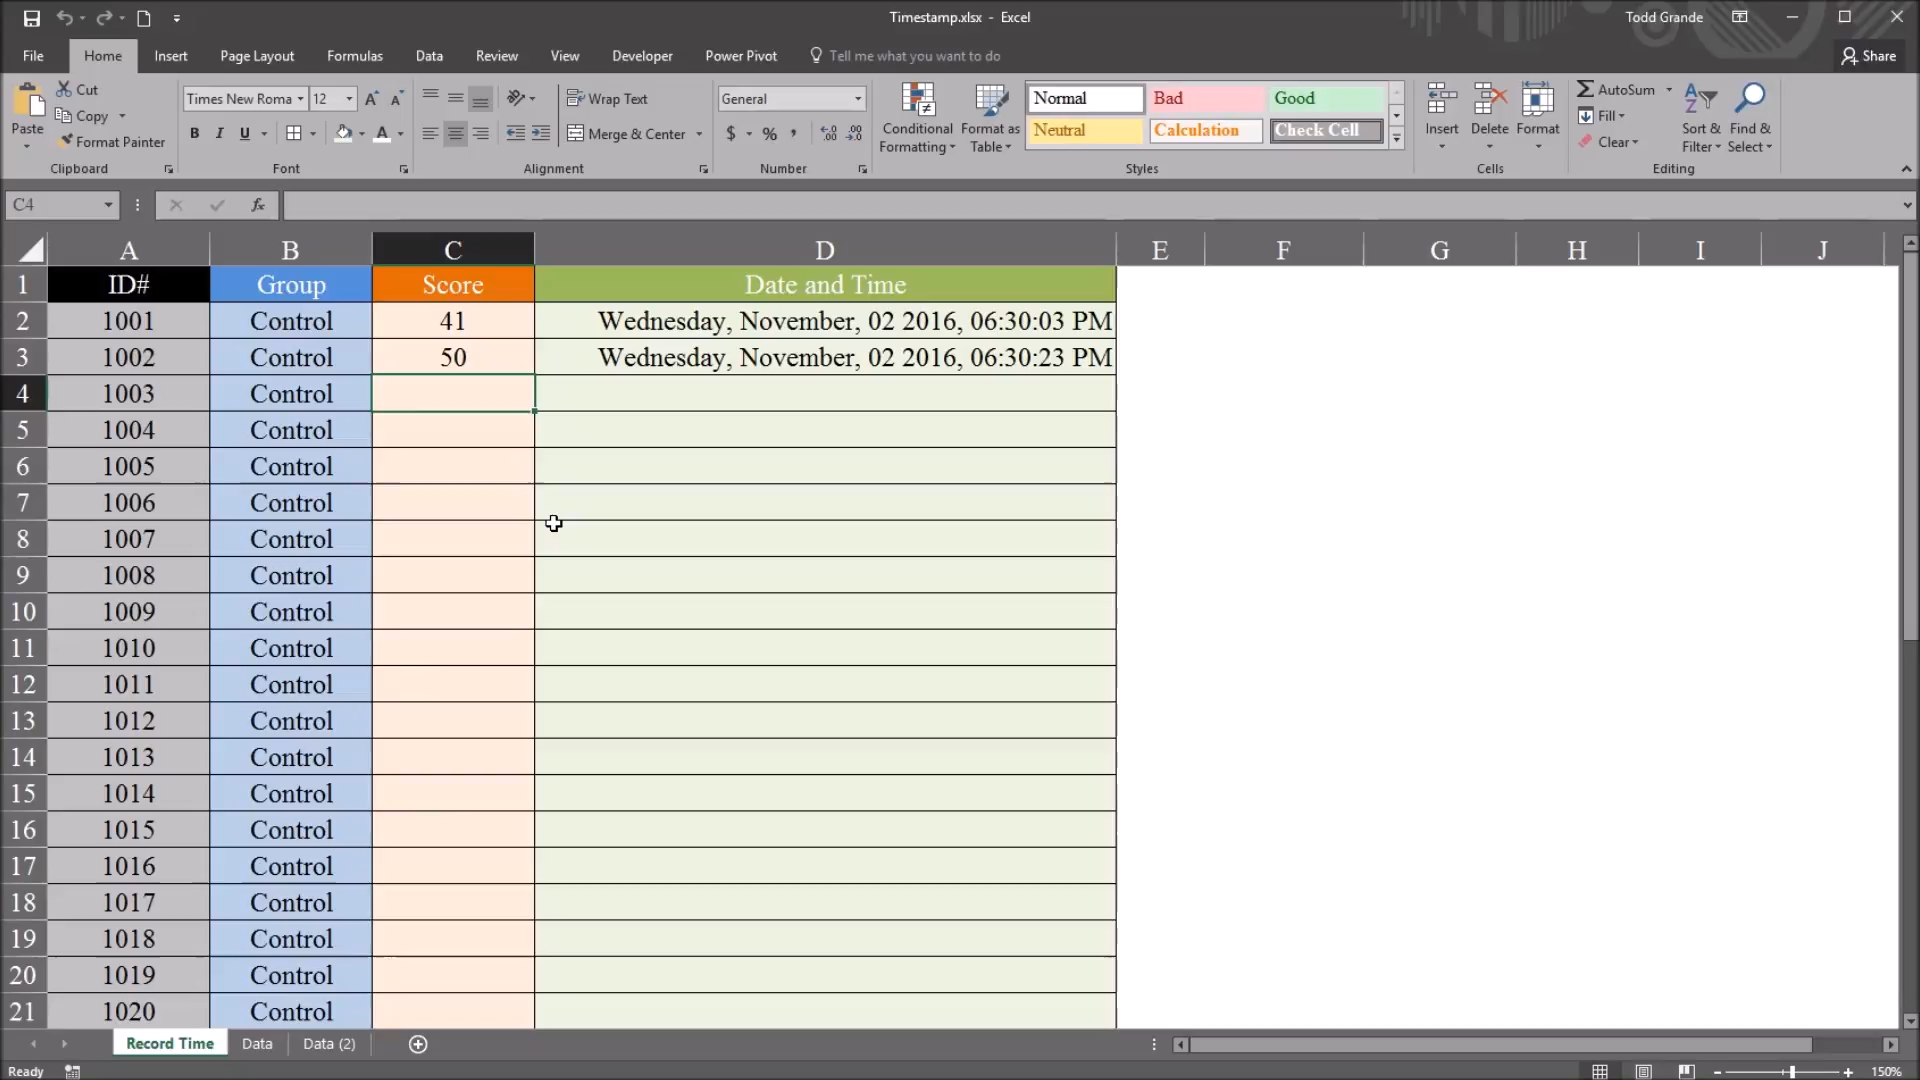 Timestamp.xlsx - Excel
Todd Grande
File Home Insert Page Layout Formulas Data Review View Developer Power Pivot Tell me what you want to do Share
Paste
Cut
Copy
Format Painter
Clipboard
Times New Roma 12
B I U
Font
Wrap Text
Merge & Center
Alignment
General
$ % ,
Number
Conditional Formatting
Format as Table
Normal Bad Good
Neutral Calculation Check Cell
Styles
Insert Delete Format
Cells
AutoSum
Fill
Clear
Sort & Filter
Find & Select
Editing
C4 fx
A B C D E F G H I J
1 ID# Group Score Date and Time
2 1001 Control 41 Wednesday, November, 02 2016, 06:30:03 PM
3 1002 Control 50 Wednesday, November, 02 2016, 06:30:23 PM
4 1003 Control
5 1004 Control
6 1005 Control
7 1006 Control
8 1007 Control
9 1008 Control
10 1009 Control
11 1010 Control
12 1011 Control
13 1012 Control
14 1013 Control
15 1014 Control
16 1015 Control
17 1016 Control
18 1017 Control
19 1018 Control
20 1019 Control
21 1020 Control
Record Time Data Data (2)
Ready 150%